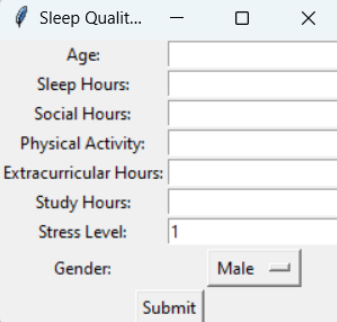 Sleep Qualit...
Age:
Sleep Hours:
Social Hours:
Physical Activity:
Extracurricular Hours:
Study Hours:
Stress Level: 1
Gender: Male
Submit